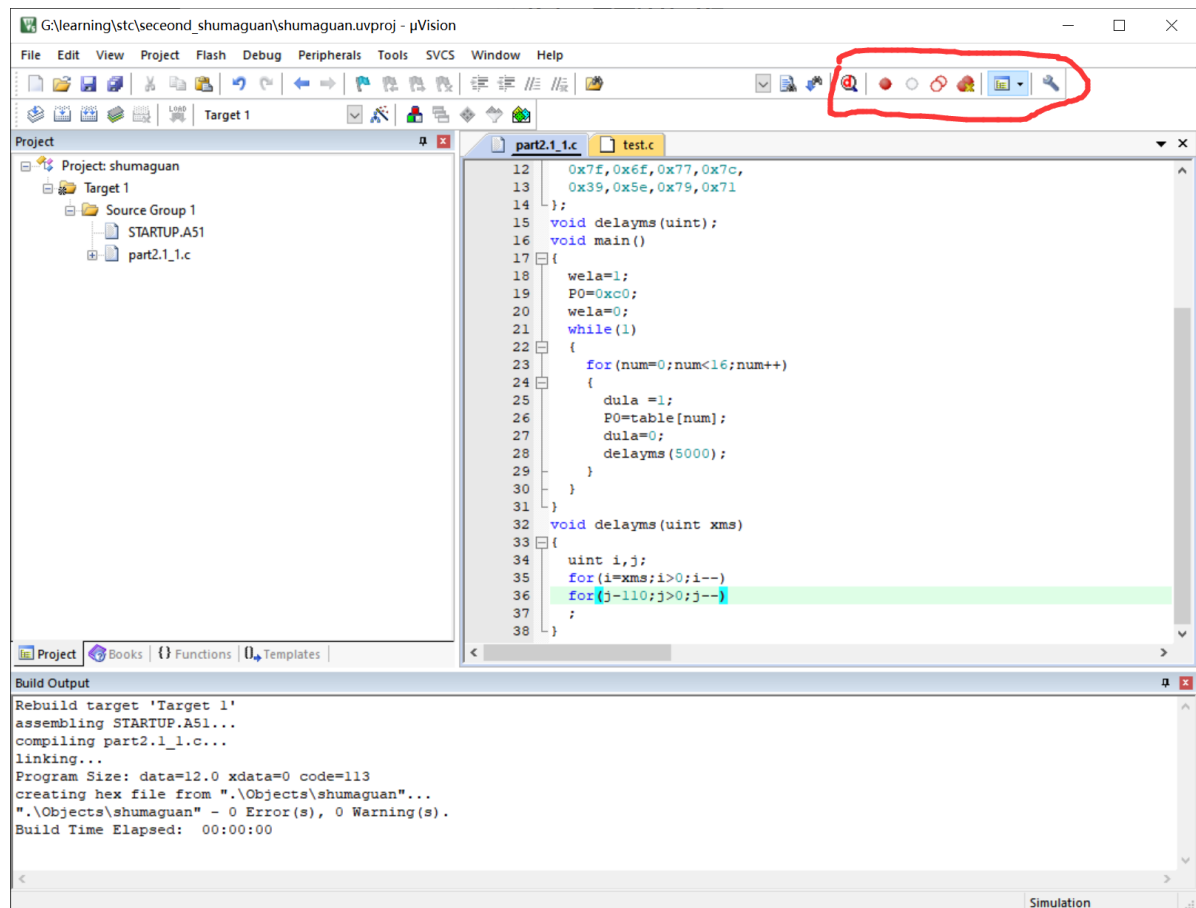 G:\learning\stc\seceond_shumaguan\shumaguan.uvproj - µVision
File Edit View Project Flash Debug Peripherals Tools SVCS Window Help
LOAD Target 1
Project
Project: shumaguan
Target 1
Source Group 1
STARTUP.A51
part2.1_1.c
Project Books {} Functions Templates
part2.1_1.c test.c
12 0x7f,0x6f,0x77,0x7c,
13 0x39,0x5e,0x79,0x71
14 };
15 void delayms(uint);
16 void main()
17 {
18 wela=1;
19 P0=0xc0;
20 wela=0;
21 while(1)
22 {
23 for(num=0;num<16;num++)
24 {
25 dula =1;
26 P0=table[num];
27 dula=0;
28 delayms(5000);
29 }
30 }
31 }
32 void delayms(uint xms)
33 {
34 uint i,j;
35 for(i=xms;i>0;i--)
36 for(j-110;j>0;j--)
37 ;
38 }
Build Output
Rebuild target 'Target 1'
assembling STARTUP.A51...
compiling part2.1_1.c...
linking...
Program Size: data=12.0 xdata=0 code=113
creating hex file from ".\Objects\shumaguan"...
".\Objects\shumaguan" - 0 Error(s), 0 Warning(s).
Build Time Elapsed: 00:00:00
Simulation